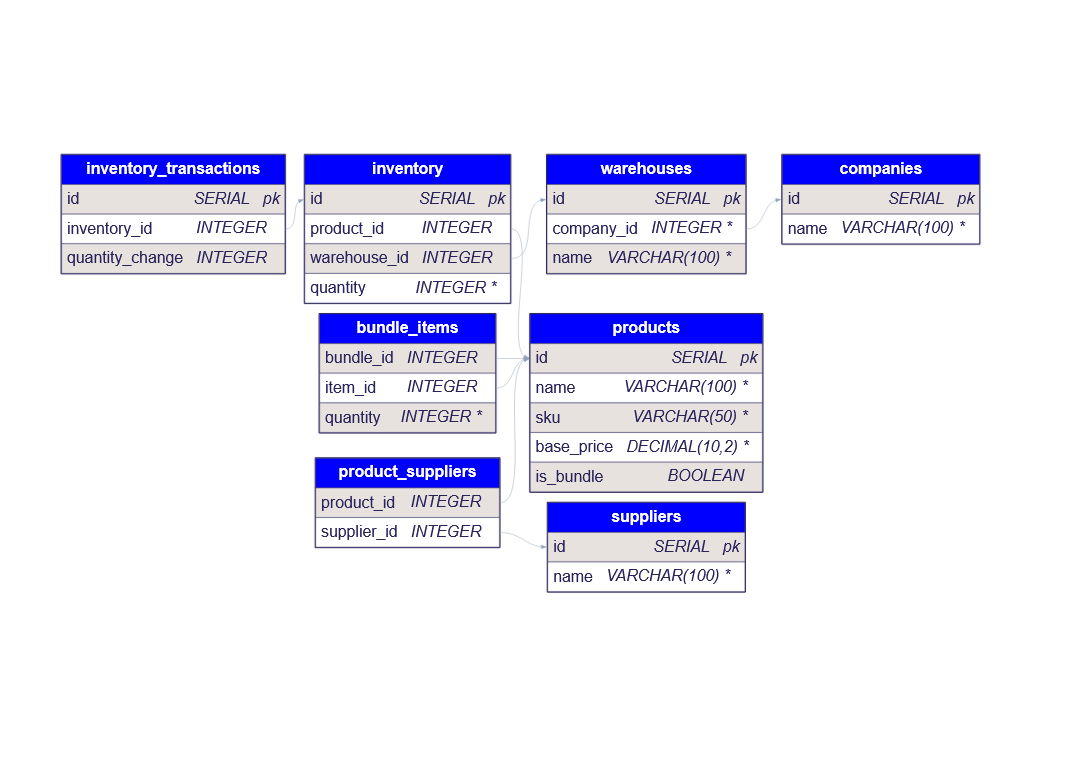 inventory_transactions
id SERIAL pk
inventory_id INTEGER
quantity_change INTEGER
inventory
id SERIAL pk
product_id INTEGER
warehouse_id INTEGER
quantity INTEGER *
warehouses
id SERIAL pk
company_id INTEGER *
name VARCHAR(100) *
companies
id SERIAL pk
name VARCHAR(100) *
bundle_items
bundle_id INTEGER
item_id INTEGER
quantity INTEGER *
products
id SERIAL pk
name VARCHAR(100) *
sku VARCHAR(50) *
base_price DECIMAL(10,2) *
is_bundle BOOLEAN
product_suppliers
product_id INTEGER
supplier_id INTEGER
suppliers
id SERIAL pk
name VARCHAR(100) *